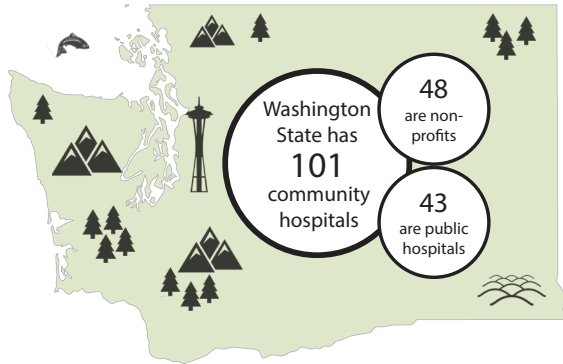 Washington
State has
101
community
hospitals
48
are non-
profits
43
are public
hospitals